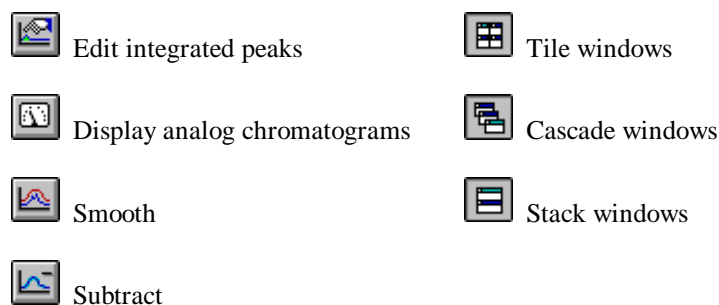 Edit integrated peaks
Display analog chromatograms
Smooth
Subtract
Tile windows
Cascade windows
Stack windows